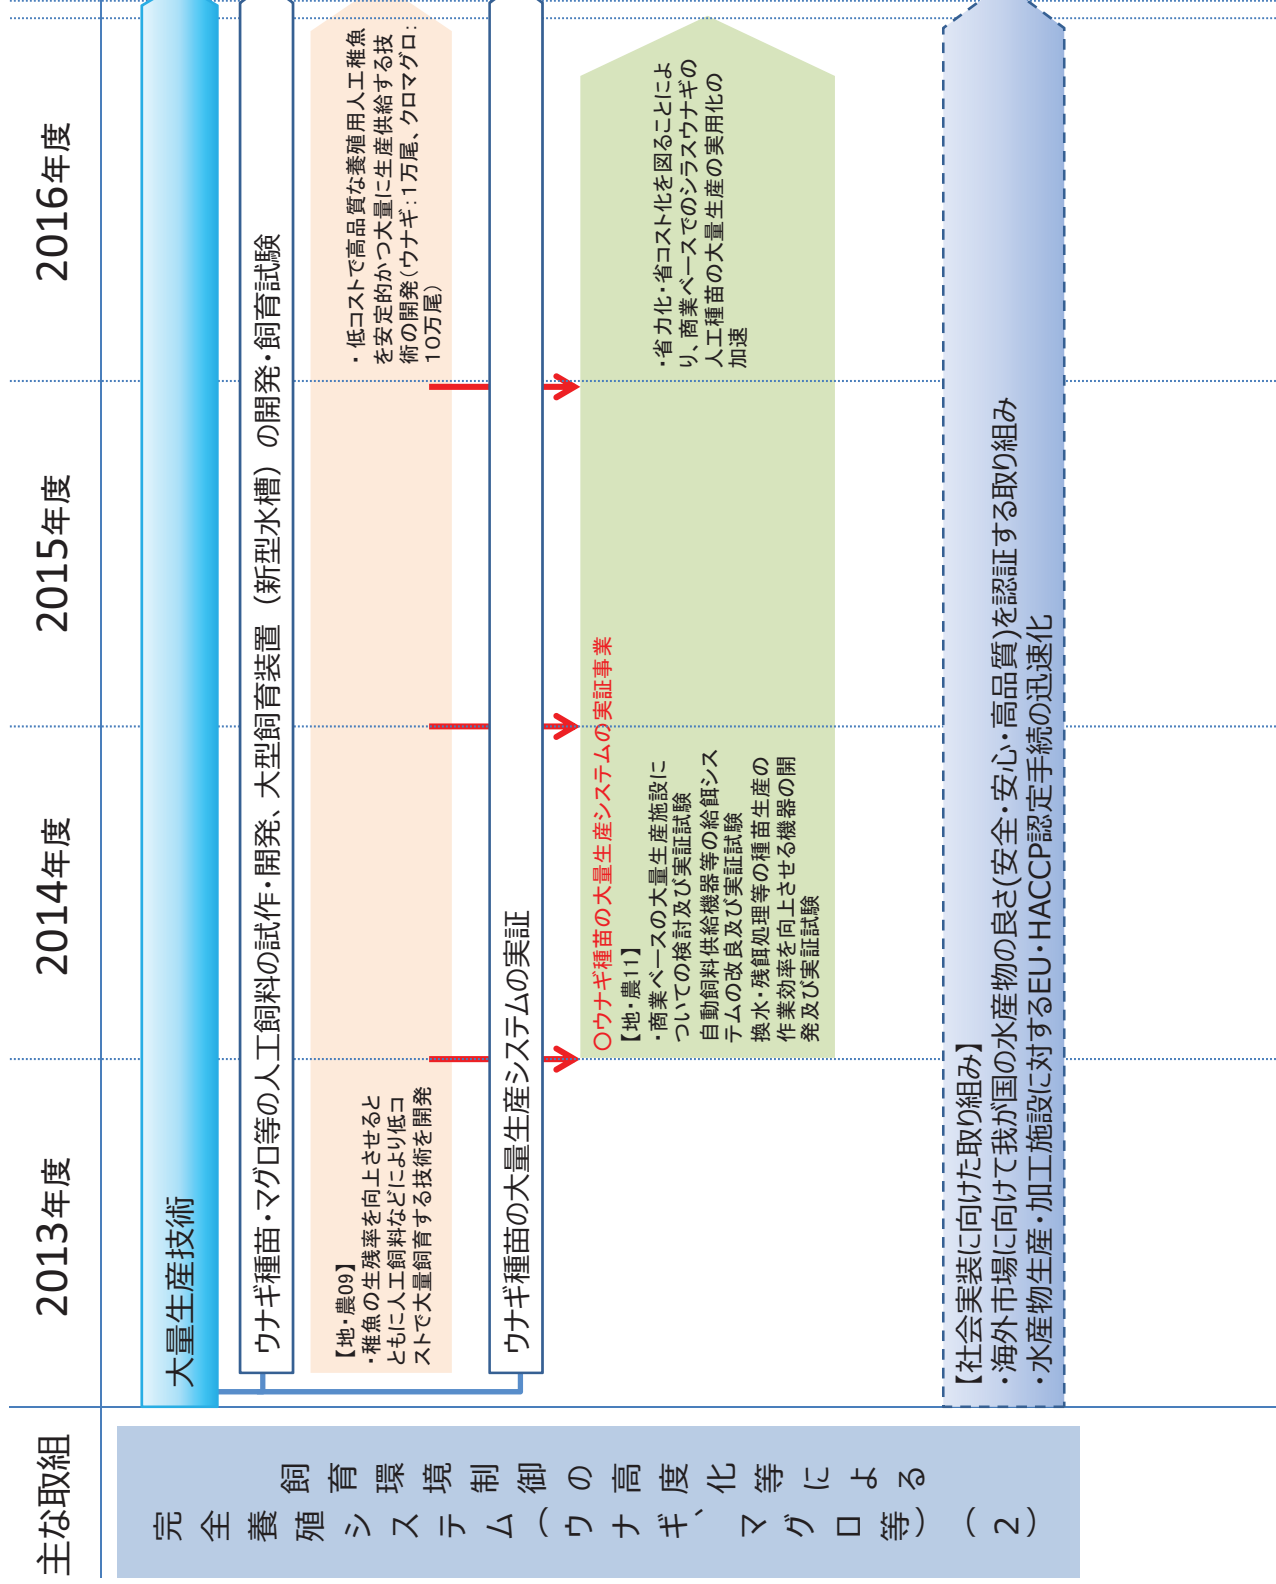 主な取組
2013年度
2014年度
2015年度
2016年度
飼育環境制御の高度化等による
完全養殖システム(ウナギ、マグロ等)(2)
大量生産技術
ウナギ種苗・マグロ等の人工飼料の試作・開発、大型飼育装置(新型水槽)の開発・飼育試験
【地・農09】
・稚魚の生残率を向上させると
ともに人工飼料などにより低コ
ストで大量飼育する技術を開発
・低コストで高品質な養殖用人工稚魚
を安定的かつ大量に生産供給する技
術の開発(ウナギ:1万尾、クロマグロ:
10万尾)
ウナギ種苗の大量生産システムの実証
○ウナギ種苗の大量生産システムの実証事業
【地・農11】
・商業ベースの大量生産施設に
ついての検討及び実証試験
自動飼料供給機器等の給餌シス
テムの改良及び実証試験
換水・残餌処理等の種苗生産の
作業効率を向上させる機器の開
発及び実証試験
・省力化・省コスト化を図ることによ
り、商業ベースでのシラスウナギの
人工種苗の大量生産の実用化の
加速
【社会実装に向けた取り組み】
・海外市場に向けて我が国の水産物の良さ(安全・安心・高品質)を認証する取り組み
・水産物生産・加工施設に対するEU・HACCP認定手続の迅速化